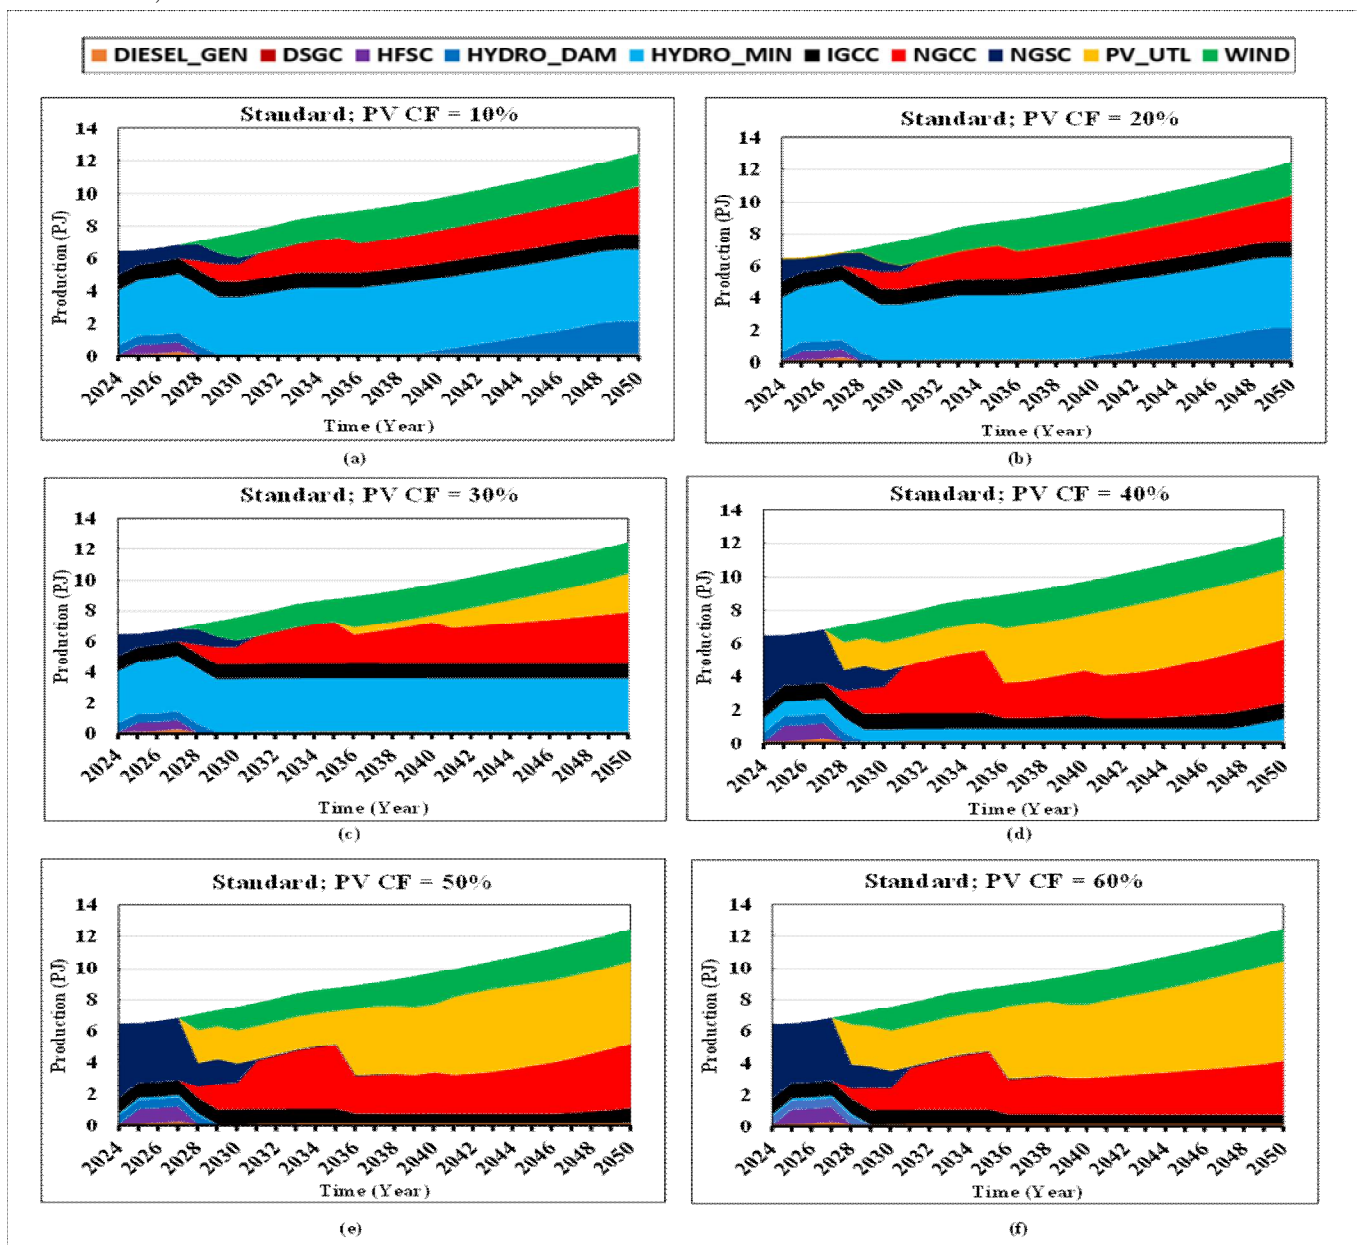 DIESEL_GEN DSGC HFSC HYDRO_DAM HYDRO_MIN IGCC NGCC NGSC PV_UTL WIND
Standard; PV CF = 10%
Production (PJ)
14
12
10
8
6
4
2
0
2024 2026 2028 2030 2032 2034 2036 2038 2040 2042 2044 2046 2048 2050
Time (Year)
(a)
Standard; PV CF = 20%
Production (PJ)
14
12
10
8
6
4
2
0
2024 2026 2028 2030 2032 2034 2036 2038 2040 2042 2044 2046 2048 2050
Time (Year)
(b)
Standard; PV CF = 30%
Production (PJ)
14
12
10
8
6
4
2
0
2024 2026 2028 2030 2032 2034 2036 2038 2040 2042 2044 2046 2048 2050
Time (Year)
(c)
Standard; PV CF = 40%
Production (PJ)
14
12
10
8
6
4
2
0
2024 2026 2028 2030 2032 2034 2036 2038 2040 2042 2044 2046 2048 2050
Time (Year)
(d)
Standard; PV CF = 50%
Production (PJ)
14
12
10
8
6
4
2
0
2024 2026 2028 2030 2032 2034 2036 2038 2040 2042 2044 2046 2048 2050
Time (Year)
(e)
Standard; PV CF = 60%
Production (PJ)
14
12
10
8
6
4
2
0
2024 2026 2028 2030 2032 2034 2036 2038 2040 2042 2044 2046 2048 2050
Time (Year)
(f)